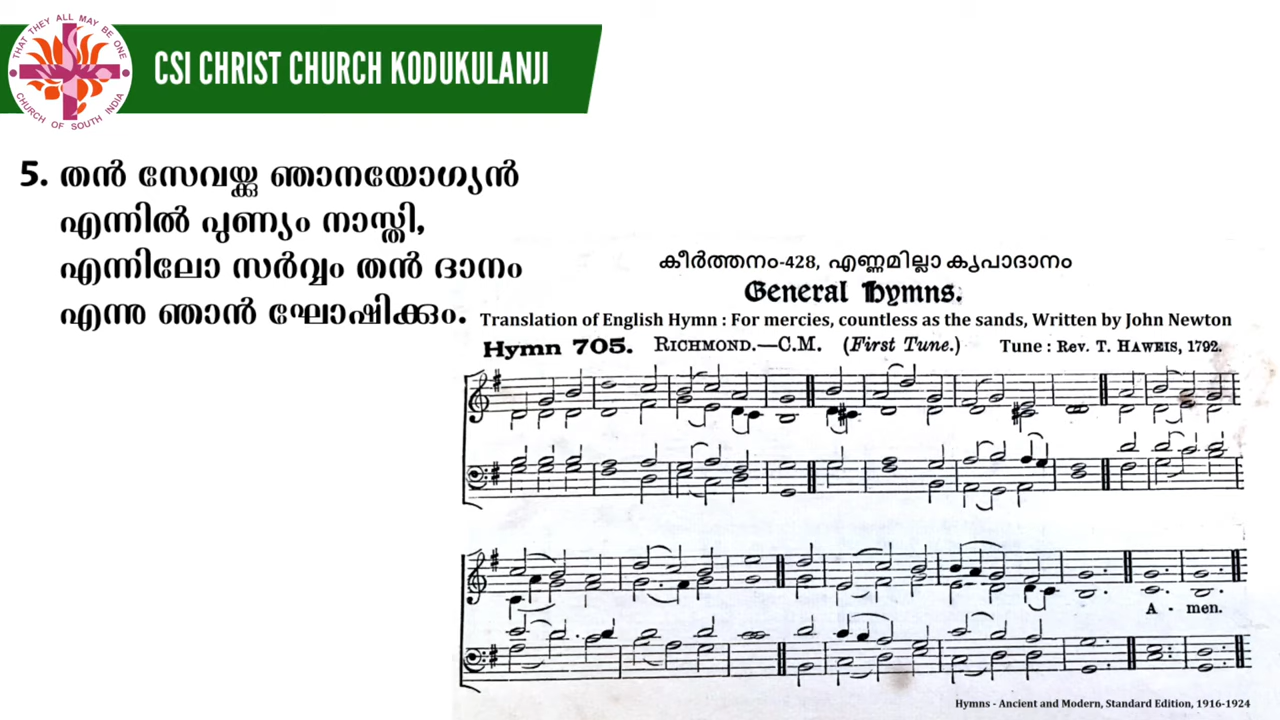 THAT THEY ALL MAY BE ONE
CHURCH OF SOUTH INDIA
CSI CHRIST CHURCH KODUKULANJI
5. തൻ സേവയ്ക്കു ഞാനയോഗ്യൻ
എന്നിൽ പുണ്യം നാസ്തി,
എന്നിലോ സർവ്വം തൻ ദാനം
എന്നു ഞാൻ ഘോഷിക്കും.
കീർത്തനം-428, എണ്ണമില്ലാ കൃപാദാനം
General Hymns.
Translation of English Hymn : For mercies, countless as the sands, Written by John Newton
Hymn 705. RICHMOND.—C.M. (First Tune.) Tune : Rev. T. HAWEIS, 1792.
A - men.
Hymns - Ancient and Modern, Standard Edition, 1916-1924